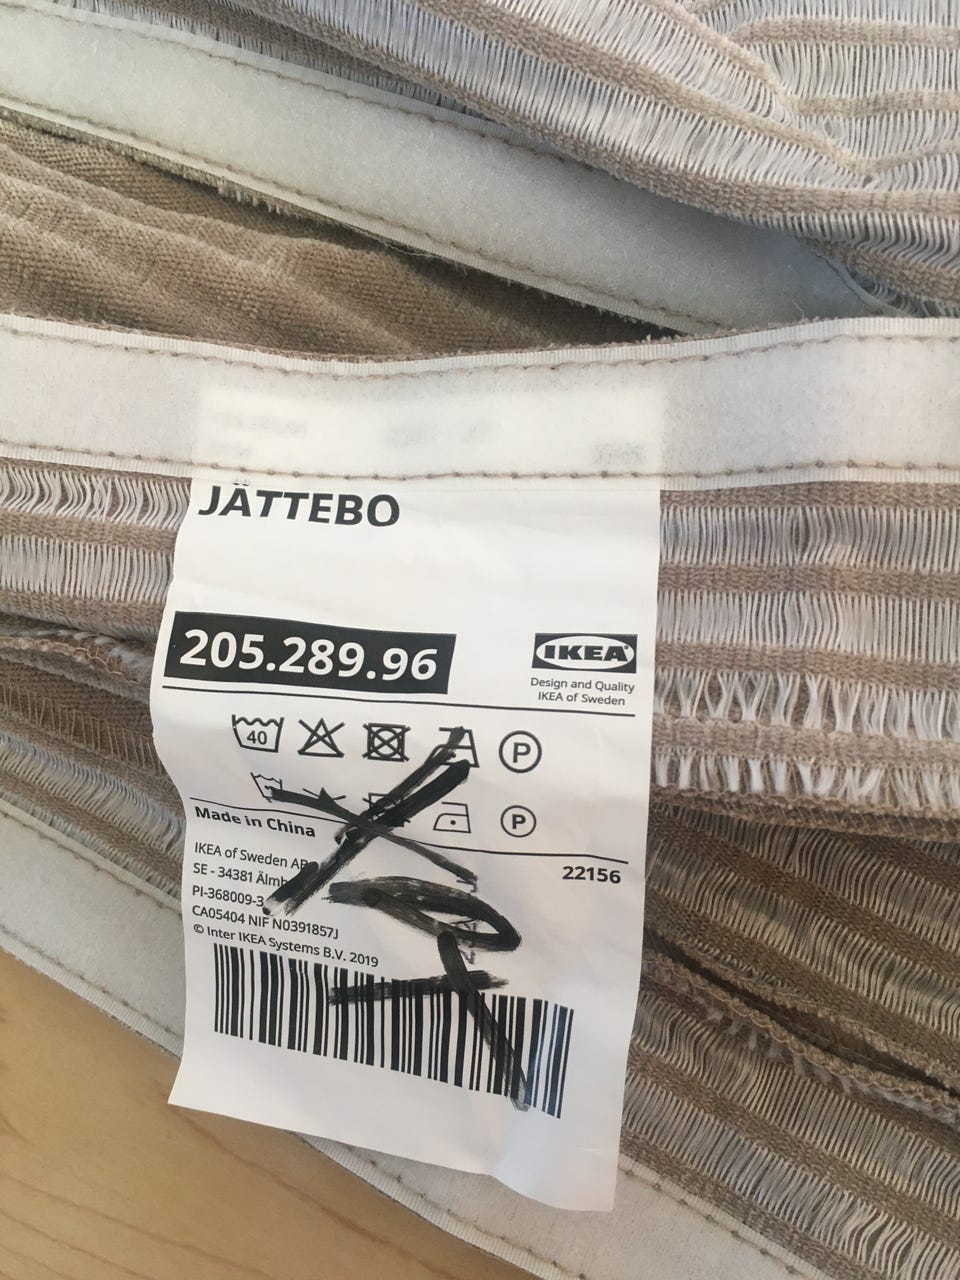 JÄTTEBO
205.289.96
IKEA®
Design and Quality
IKEA of Sweden
40
P
P
Made in China
IKEA of Sweden AB
22156
SE - 34381
PI-368009-3
CA05404 NIF N0391857J
© Inter IKEA Systems B.V. 2019